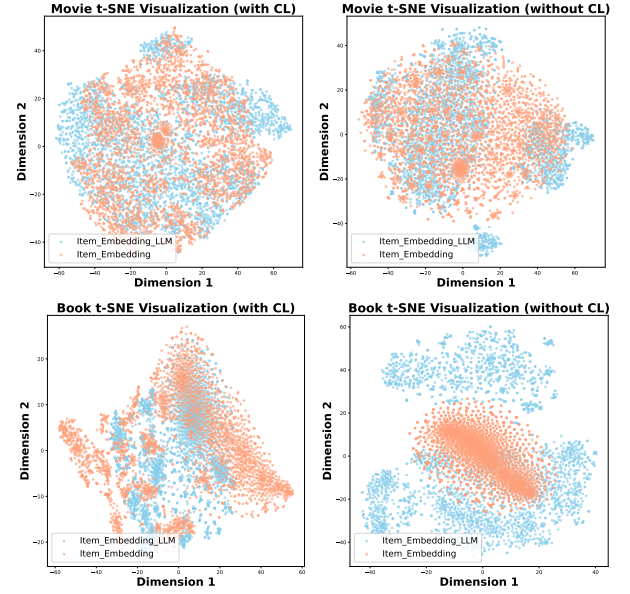 Movie t-SNE Visualization (with CL)
Dimension 2
40
20
0
−20
−40
Item_Embedding_LLM
Item_Embedding
−60 −40 −20 0 20 40 60
Dimension 1
Movie t-SNE Visualization (without CL)
Dimension 2
40
20
0
−20
−40
Item_Embedding_LLM
Item_Embedding
−60 −40 −20 0 20 40 60
Dimension 1
Book t-SNE Visualization (with CL)
Dimension 2
20
10
0
−10
−20
Item_Embedding_LLM
Item_Embedding
−60 −40 −20 0 20 40 60
Dimension 1
Book t-SNE Visualization (without CL)
Dimension 2
60
40
20
0
−20
−40
Item_Embedding_LLM
Item_Embedding
−40 −20 0 20 40
Dimension 1